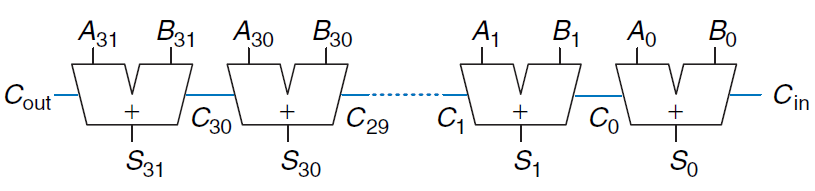 A31 B31 A30 B30 A1 B1 A0 B0
Cout + C30 + C29 C1 + C0 + Cin
S31 S30 S1 S0